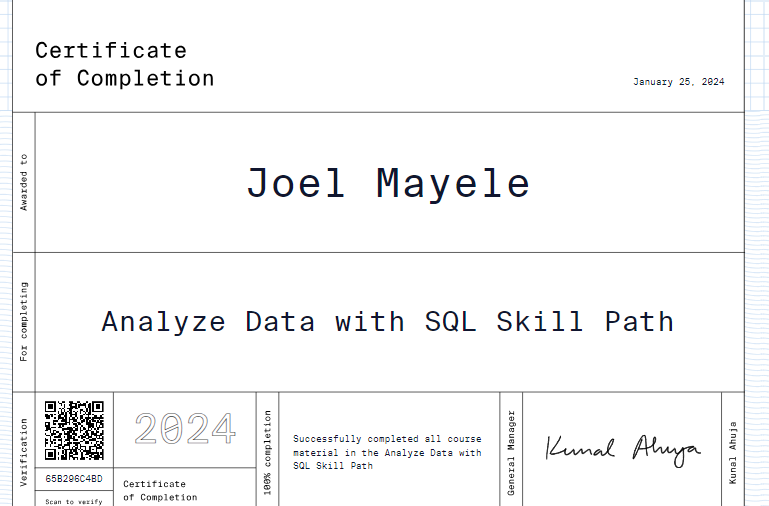 Certificate
of Completion
January 25, 2024
Awarded to
Joel Mayele
For completing
Analyze Data with SQL Skill Path
Verification
65B296C4BD
Scan to verify
2024
Certificate
of Completion
100% completion
Successfully completed all course
material in the Analyze Data with
SQL Skill Path
General Manager
Kunal Ahuja
Kunal Ahuja